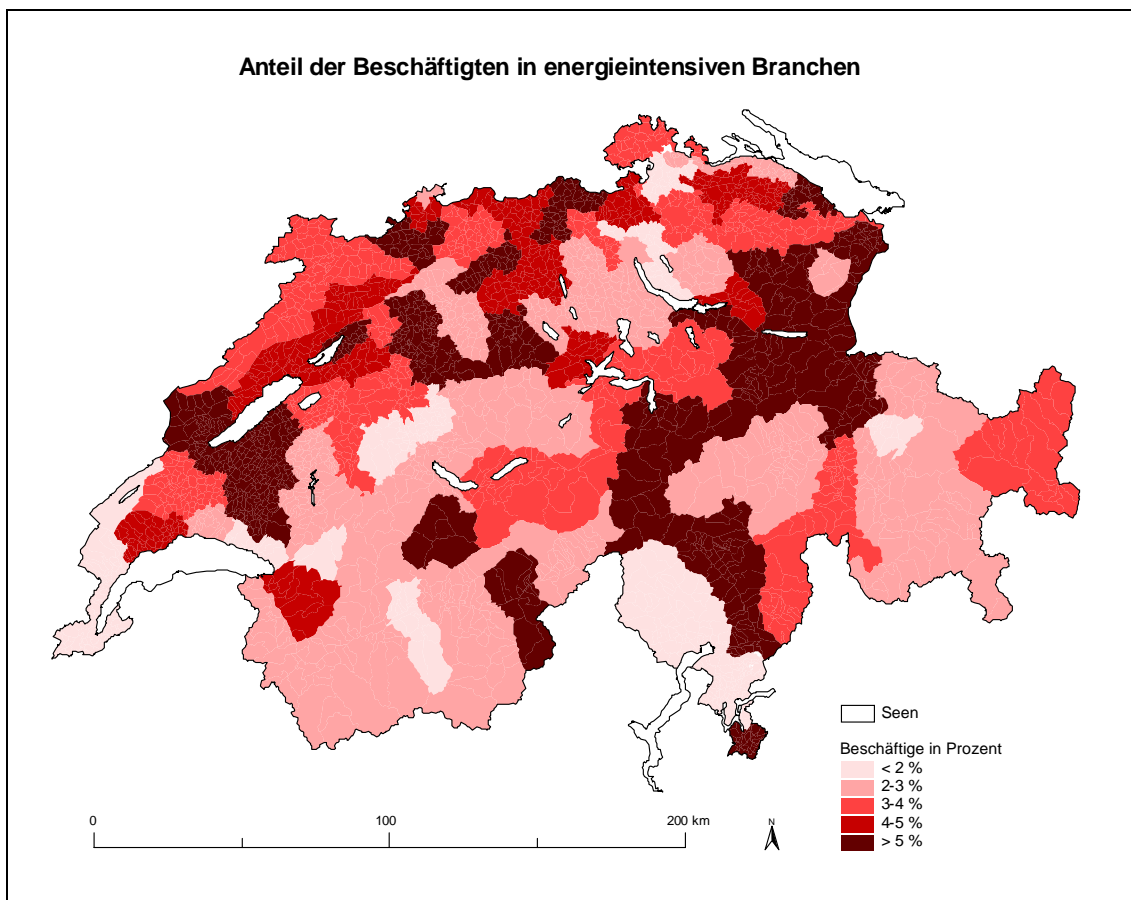 Anteil der Beschäftigten in energieintensiven Branchen
Seen
Beschäftige in Prozent
< 2 %
2-3 %
3-4 %
4-5 %
> 5 %
0 100 200 km
N